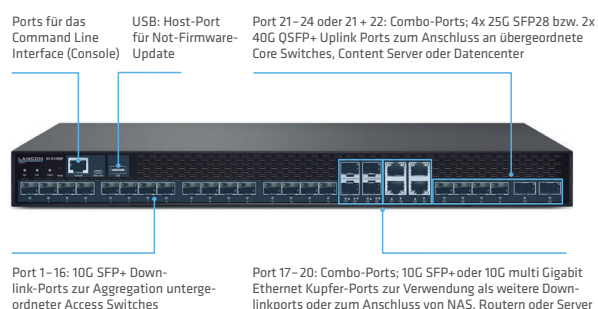 Ports für das
Command Line
Interface (Console)
USB: Host-Port
für Not-Firmware-
Update
Port 21–24 oder 21 + 22: Combo-Ports; 4x 25G SFP28 bzw. 2x
40G QSFP+ Uplink Ports zum Anschluss an übergeordnete
Core Switches, Content Server oder Datencenter
LANCOM
Port 1–16: 10G SFP+ Down-
link-Ports zur Aggregation unterge-
ordneter Access Switches
Port 17–20: Combo-Ports; 10G SFP+ oder 10G multi Gigabit
Ethernet Kupfer-Ports zur Verwendung als weitere Down-
linkports oder zum Anschluss von NAS, Routern oder Server